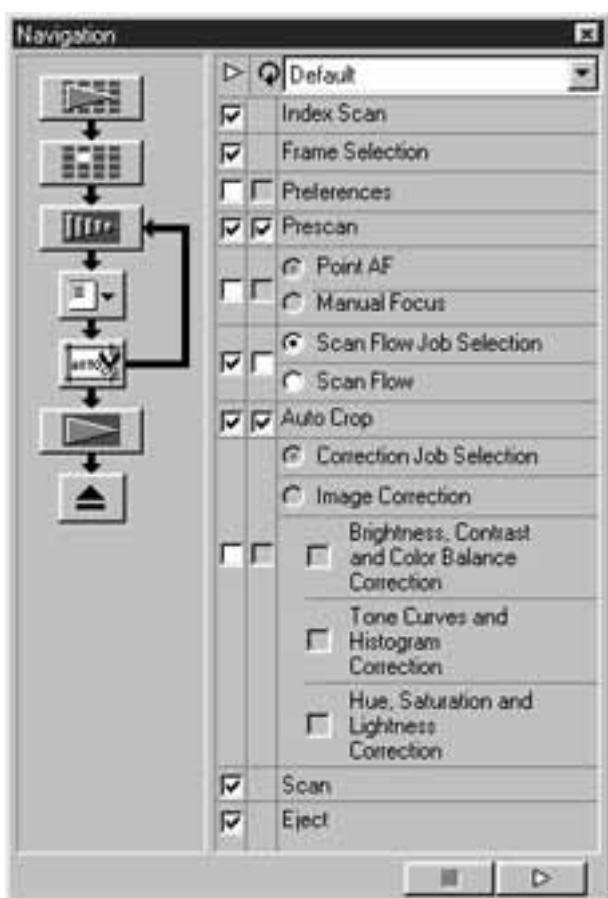 Navigation
Default
Index Scan
Frame Selection
Preferences
Prescan
Point AF
Manual Focus
Scan Flow Job Selection
Scan Flow
AUTO
Auto Crop
Correction Job Selection
Image Correction
Brightness, Contrast
and Color Balance
Correction
Tone Curves and
Histogram
Correction
Hue, Saturation and
Lightness
Correction
Scan
Eject